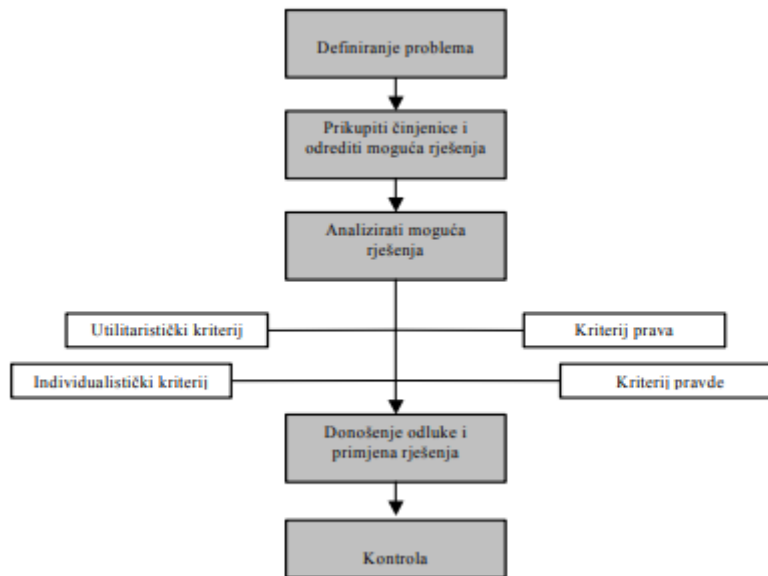 Definiranje problema
Prikupiti činjenice i
odrediti moguća rješenja
Analizirati moguća
rješenja
Utilitaristički kriterij
Kriterij prava
Individualistički kriterij
Kriterij pravde
Donošenje odluke i
primjena rješenja
Kontrola